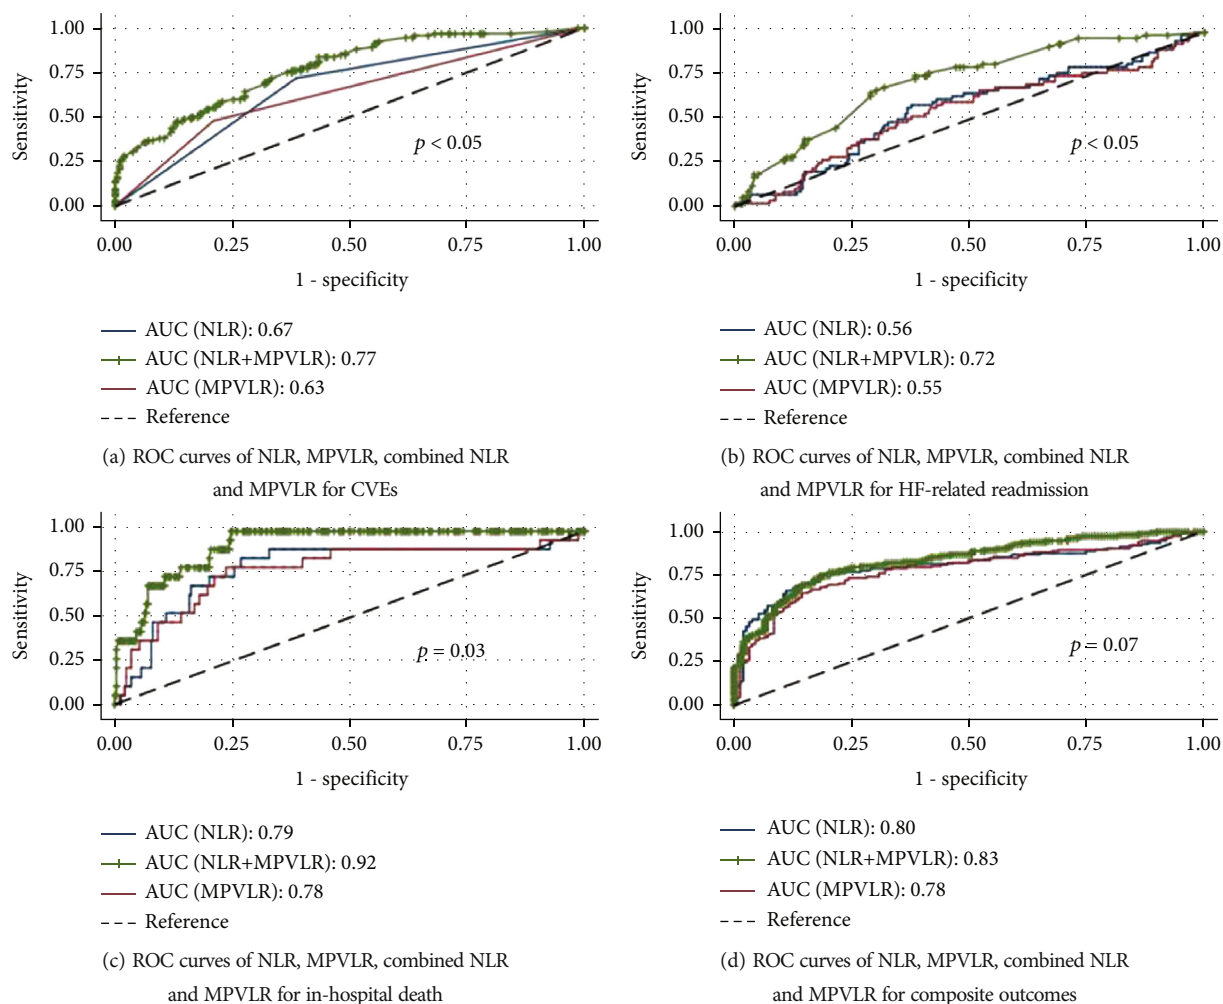 1.00
0.75
0.50
0.25
0.00
Sensitivity
p < 0.05
0.00 0.25 0.50 0.75 1.00
1 - specificity
AUC (NLR): 0.67
AUC (NLR+MPVLR): 0.77
AUC (MPVLR): 0.63
Reference
(a) ROC curves of NLR, MPVLR, combined NLR
and MPVLR for CVEs
1.00
0.75
0.50
0.25
0.00
Sensitivity
p < 0.05
0.00 0.25 0.50 0.75 1.00
1 - specificity
AUC (NLR): 0.56
AUC (NLR+MPVLR): 0.72
AUC (MPVLR): 0.55
Reference
(b) ROC curves of NLR, MPVLR, combined NLR
and MPVLR for HF-related readmission
1.00
0.75
0.50
0.25
0.00
Sensitivity
p = 0.03
0.00 0.25 0.50 0.75 1.00
1 - specificity
AUC (NLR): 0.79
AUC (NLR+MPVLR): 0.92
AUC (MPVLR): 0.78
Reference
(c) ROC curves of NLR, MPVLR, combined NLR
and MPVLR for in-hospital death
1.00
0.75
0.50
0.25
0.00
Sensitivity
p = 0.07
0.00 0.25 0.50 0.75 1.00
1 - specificity
AUC (NLR): 0.80
AUC (NLR+MPVLR): 0.83
AUC (MPVLR): 0.78
Reference
(d) ROC curves of NLR, MPVLR, combined NLR
and MPVLR for composite outcomes